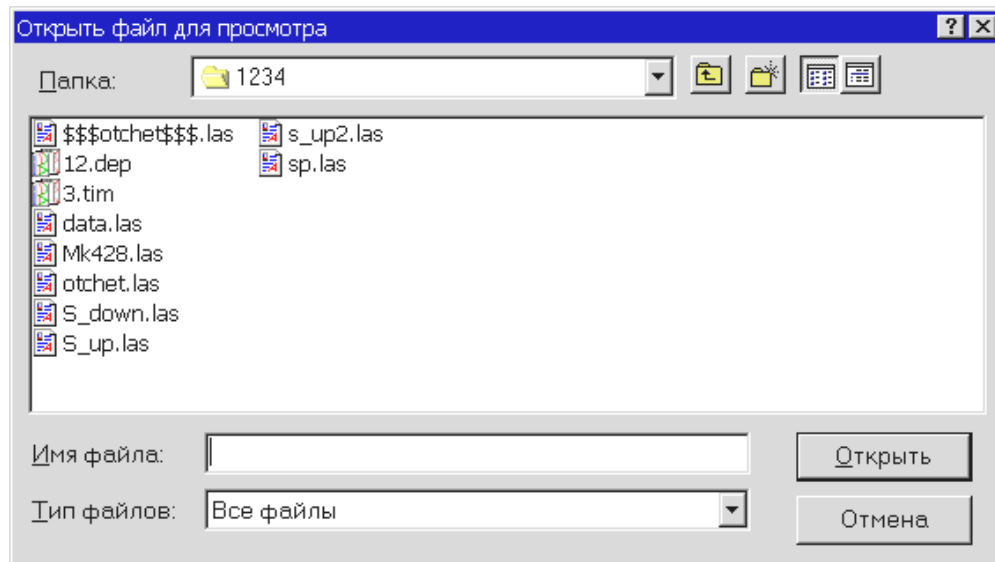 Открыть файл для просмотра
Папка: 1234
$$$otchet$$$.las
12.dep
3.tim
data.las
Mk428.las
otchet.las
S_down.las
S_up.las
s_up2.las
sp.las
Имя файла:
Открыть
Тип файлов: Все файлы
Отмена